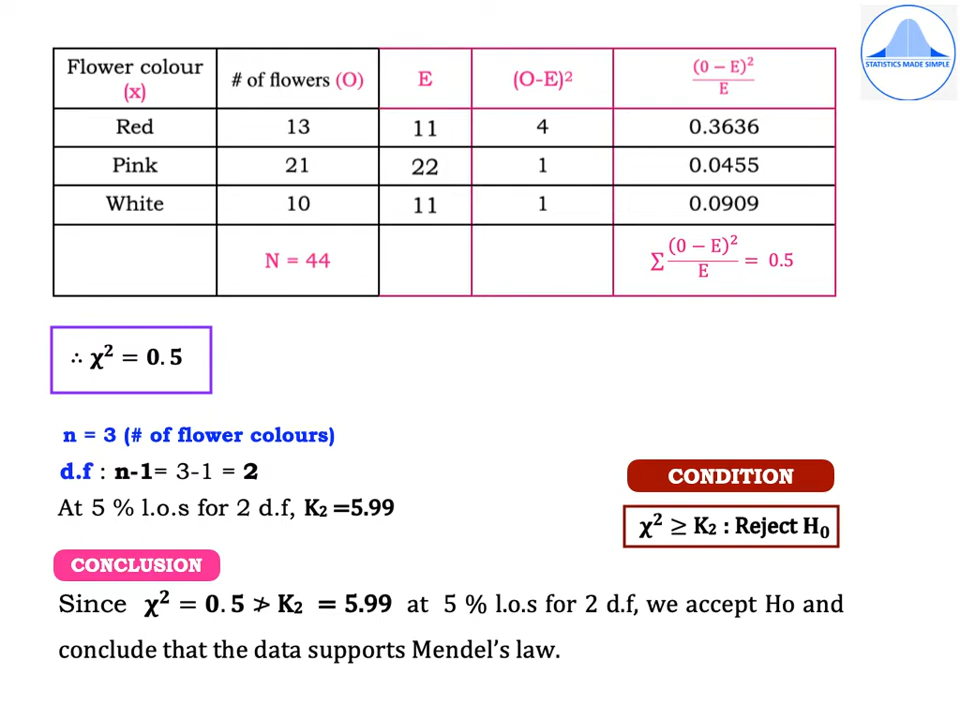 STATISTICS MADE SIMPLE
Flower colour (x) # of flowers (O) E (O-E)² (0 − E)²/E
Red 13 11 4 0.3636
Pink 21 22 1 0.0455
White 10 11 1 0.0909
N = 44 Σ (0 − E)²/E = 0.5
∴ χ² = 0.5
n = 3 (# of flower colours)
d.f : n-1= 3-1 = 2
At 5 % l.o.s for 2 d.f, K₂ =5.99
CONDITION
χ² ≥ K₂ : Reject H₀
CONCLUSION
Since χ² = 0.5 ≯ K₂ = 5.99 at 5 % l.o.s for 2 d.f, we accept Ho and
conclude that the data supports Mendel’s law.